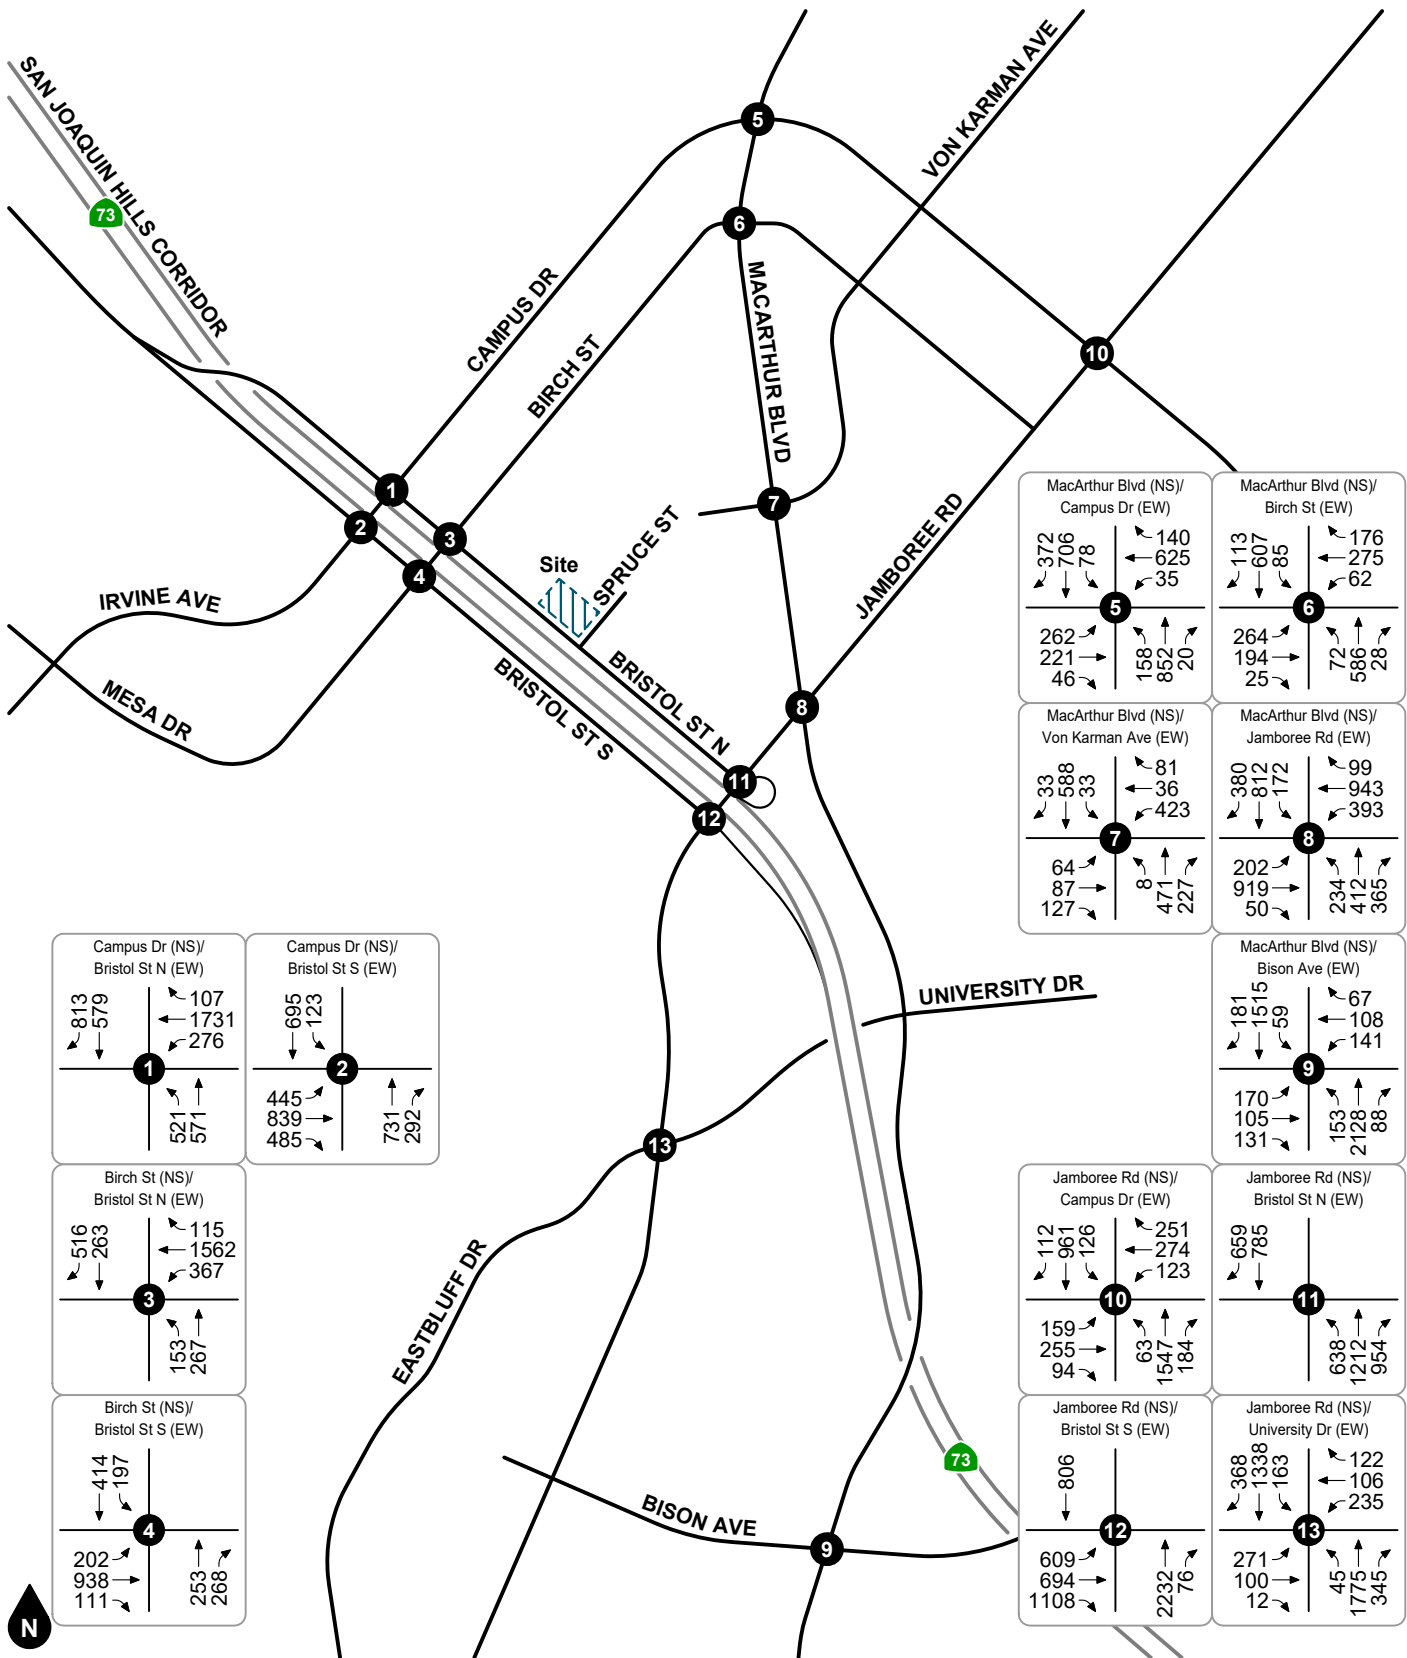 SAN JOAQUIN HILLS CORRIDOR
73
VON KARMAN AVE
5
6
CAMPUS DR
BIRCH ST
MACARTHUR BLVD
10
1
2
3
4
7
SPRUCE ST
Site
JAMBOREE RD
IRVINE AVE
MESA DR
BRISTOL ST N
BRISTOL ST S
8
11
12
UNIVERSITY DR
13
EASTBLUFF DR
BISON AVE
9
73
N
MacArthur Blvd (NS)/
Campus Dr (EW)
372 706 78
140
625
35
5
262
221
46
158 852 20
MacArthur Blvd (NS)/
Birch St (EW)
113 607 85
176
275
62
6
264
194
25
72 586 28
MacArthur Blvd (NS)/
Von Karman Ave (EW)
33 588 33
81
36
423
7
64
87
127
8 471 227
MacArthur Blvd (NS)/
Jamboree Rd (EW)
380 812 172
99
943
393
8
202
919
50
234 412 365
MacArthur Blvd (NS)/
Bison Ave (EW)
181 1515 59
67
108
141
9
170
105
131
153 2128 88
Campus Dr (NS)/
Bristol St N (EW)
813 579
107
1731
276
1
521 571
Campus Dr (NS)/
Bristol St S (EW)
695 123
2
445
839
485
731 292
Birch St (NS)/
Bristol St N (EW)
516 263
115
1562
367
3
153 267
Birch St (NS)/
Bristol St S (EW)
414 197
4
202
938
111
253 268
Jamboree Rd (NS)/
Campus Dr (EW)
112 961 126
251
274
123
10
159
255
94
63 1547 184
Jamboree Rd (NS)/
Bristol St N (EW)
659 785
11
638 1212 954
Jamboree Rd (NS)/
Bristol St S (EW)
806
12
609
694
1108
2232 76
Jamboree Rd (NS)/
University Dr (EW)
368 1338 163
122
106
235
13
271
100
12
45 1775 345